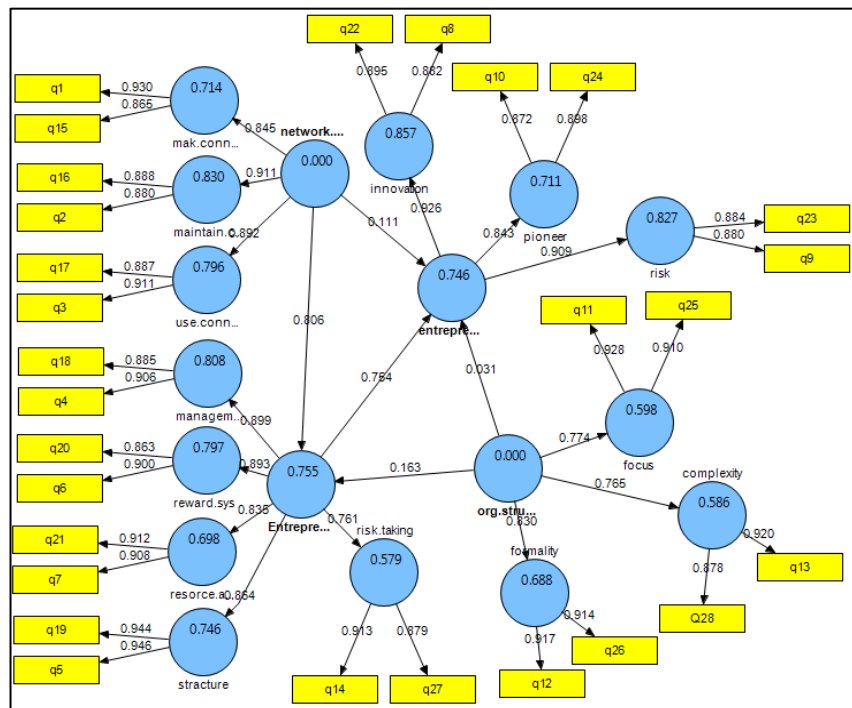 q22
q8
0.895
0.882
q1
0.930
0.714
q15
0.865
mak.conn...
0.845
network....
0.000
0.857
innovation
0.926
q10
q24
0.872
0.898
0.711
pioneer
0.843
q16
0.888
0.830
0.911
q2
0.880
maintain.c
0.111
0.827
0.884
q23
0.880
q9
risk
0.909
0.892
q17
0.887
0.796
q3
0.911
use.conn...
0.746
entrepre...
0.806
q11
q25
0.928
0.910
q18
0.885
0.808
q4
0.906
managem...
0.899
0.754
0.031
0.598
focus
0.774
q20
0.863
0.797
0.893
q6
0.900
reward.sys
0.755
Entrepre...
0.163
0.000
org.stru...
0.765
complexity
0.586
0.920
q13
0.878
Q28
0.835
0.761
risk.taking
0.830
formality
q21
0.912
0.698
q7
0.908
resorce.a
0.579
0.688
0.914
q26
0.917
q12
0.864
q19
0.944
0.746
q5
0.946
stracture
0.913
0.879
q14
q27